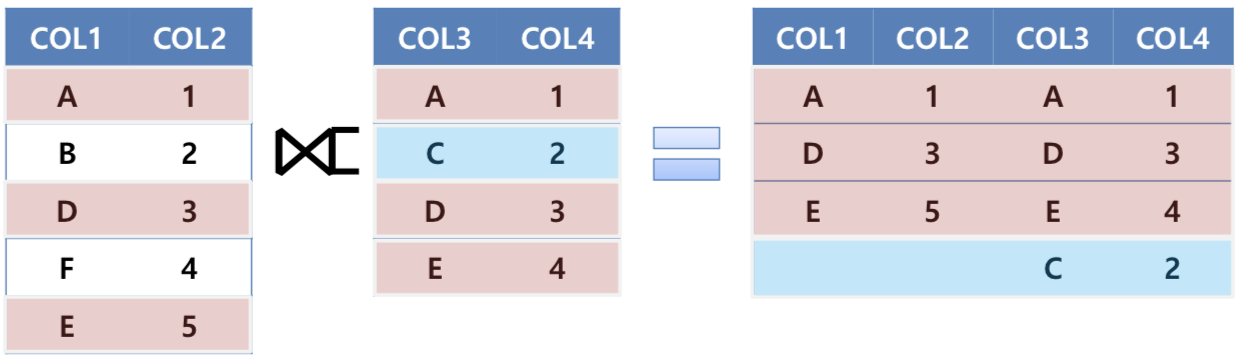 COL1 COL2 COL3 COL4 COL1 COL2 COL3 COL4
A 1 A 1 A 1 A 1
B 2 C 2 D 3 D 3
D 3 D 3 E 5 E 4
F 4 E 4 C 2
E 5